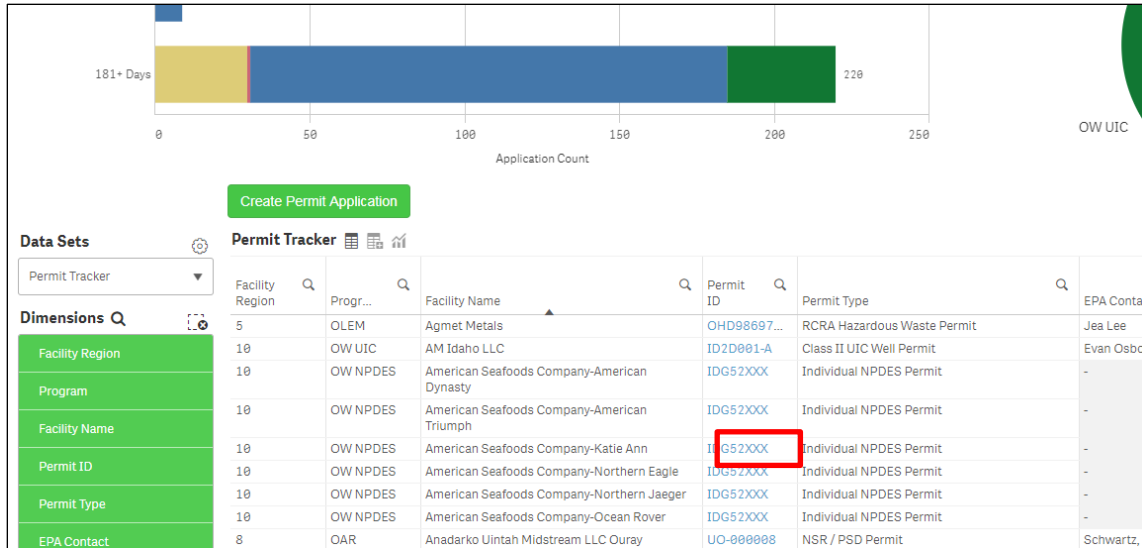 181+ Days
220
0 50 100 150 200 250
Application Count
OW UIC
Create Permit Application
Data Sets
Permit Tracker
Permit Tracker
Dimensions
Facility Region
Program
Facility Name
Permit ID
Permit Type
EPA Contact
Facility Region Progr... Facility Name Permit ID Permit Type EPA Conta
5 OLEM Agmet Metals OHD98697... RCRA Hazardous Waste Permit Jea Lee
10 OW UIC AM Idaho LLC ID2D001-A Class II UIC Well Permit Evan Osbo
10 OW NPDES American Seafoods Company-American Dynasty IDG52XXX Individual NPDES Permit -
10 OW NPDES American Seafoods Company-American Triumph IDG52XXX Individual NPDES Permit -
10 OW NPDES American Seafoods Company-Katie Ann IDG52XXX Individual NPDES Permit -
10 OW NPDES American Seafoods Company-Northern Eagle IDG52XXX Individual NPDES Permit -
10 OW NPDES American Seafoods Company-Northern Jaeger IDG52XXX Individual NPDES Permit -
10 OW NPDES American Seafoods Company-Ocean Rover IDG52XXX Individual NPDES Permit -
8 OAR Anadarko Uintah Midstream LLC Ouray UO-000008 NSR / PSD Permit Schwartz,